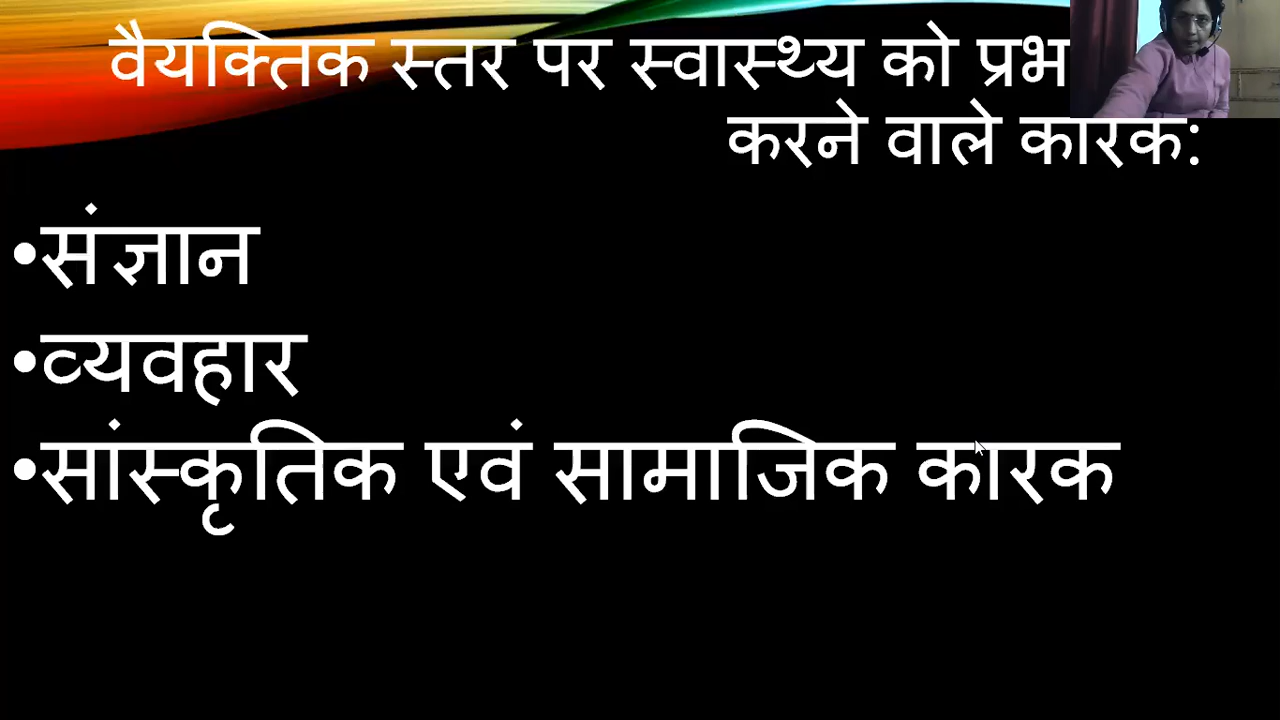 वैयक्तिक स्तर पर स्वास्थ्य को
करने वाले कारक:
•संज्ञान
•व्यवहार
•सांस्कृतिक एवं सामाजिक कारक